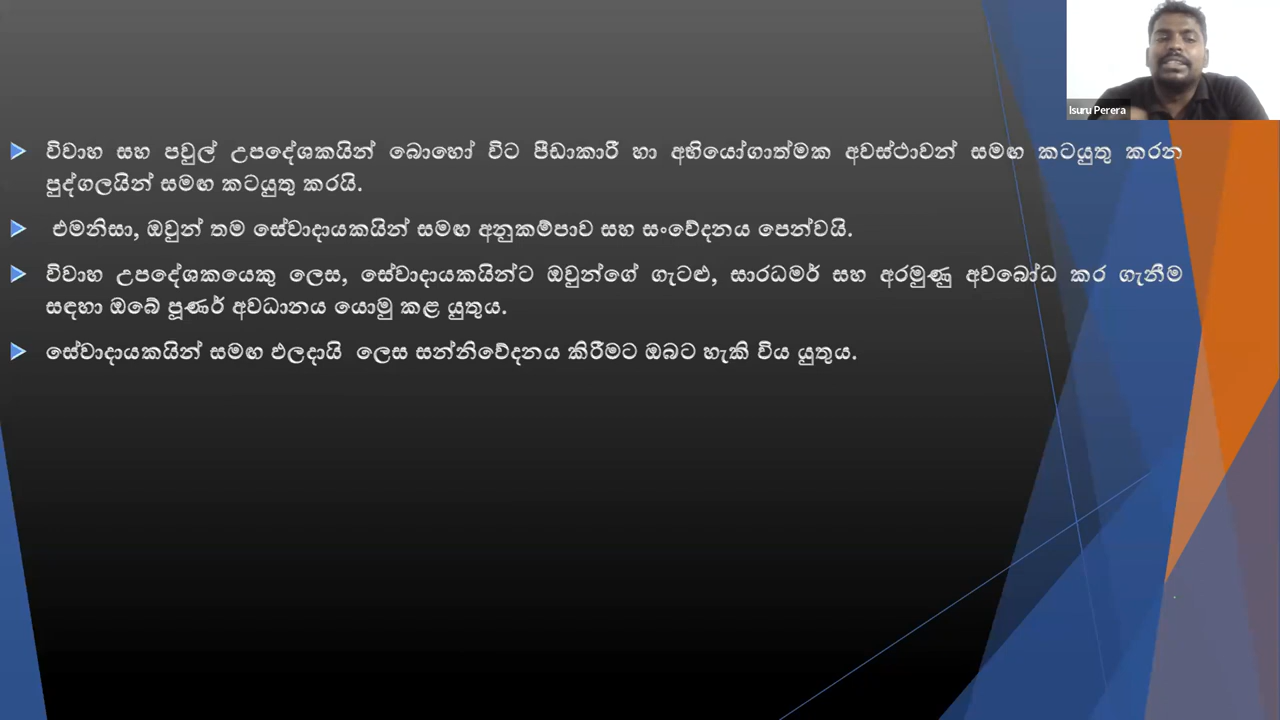 Isuru Perera
විවාහ සහ පවුල් උපදේශකයින් බොහෝ විට පීඩාකාරී හා අභියෝගාත්මක අවස්ථාවන් සමඟ කටයුතු කරන
පුද්ගලයින් සමඟ කටයුතු කරයි.
එමනිසා, ඔවුන් තම සේවාදායකයින් සමඟ අනුකම්පාව සහ සංවේදනය පෙන්වයි.
විවාහ උපදේශකයෙකු ලෙස, සේවාදායකයින්ට ඔවුන්ගේ ගැටළු, සාරධමර් සහ අරමුණු අවබෝධ කර ගැනීම
සඳහා ඔබේ පූණර් අවධානය යොමු කළ යුතුය.
සේවාදායකයින් සමඟ ඵලදායි ලෙස සන්නිවේදනය කිරීමට ඔබට හැකි විය යුතුය.